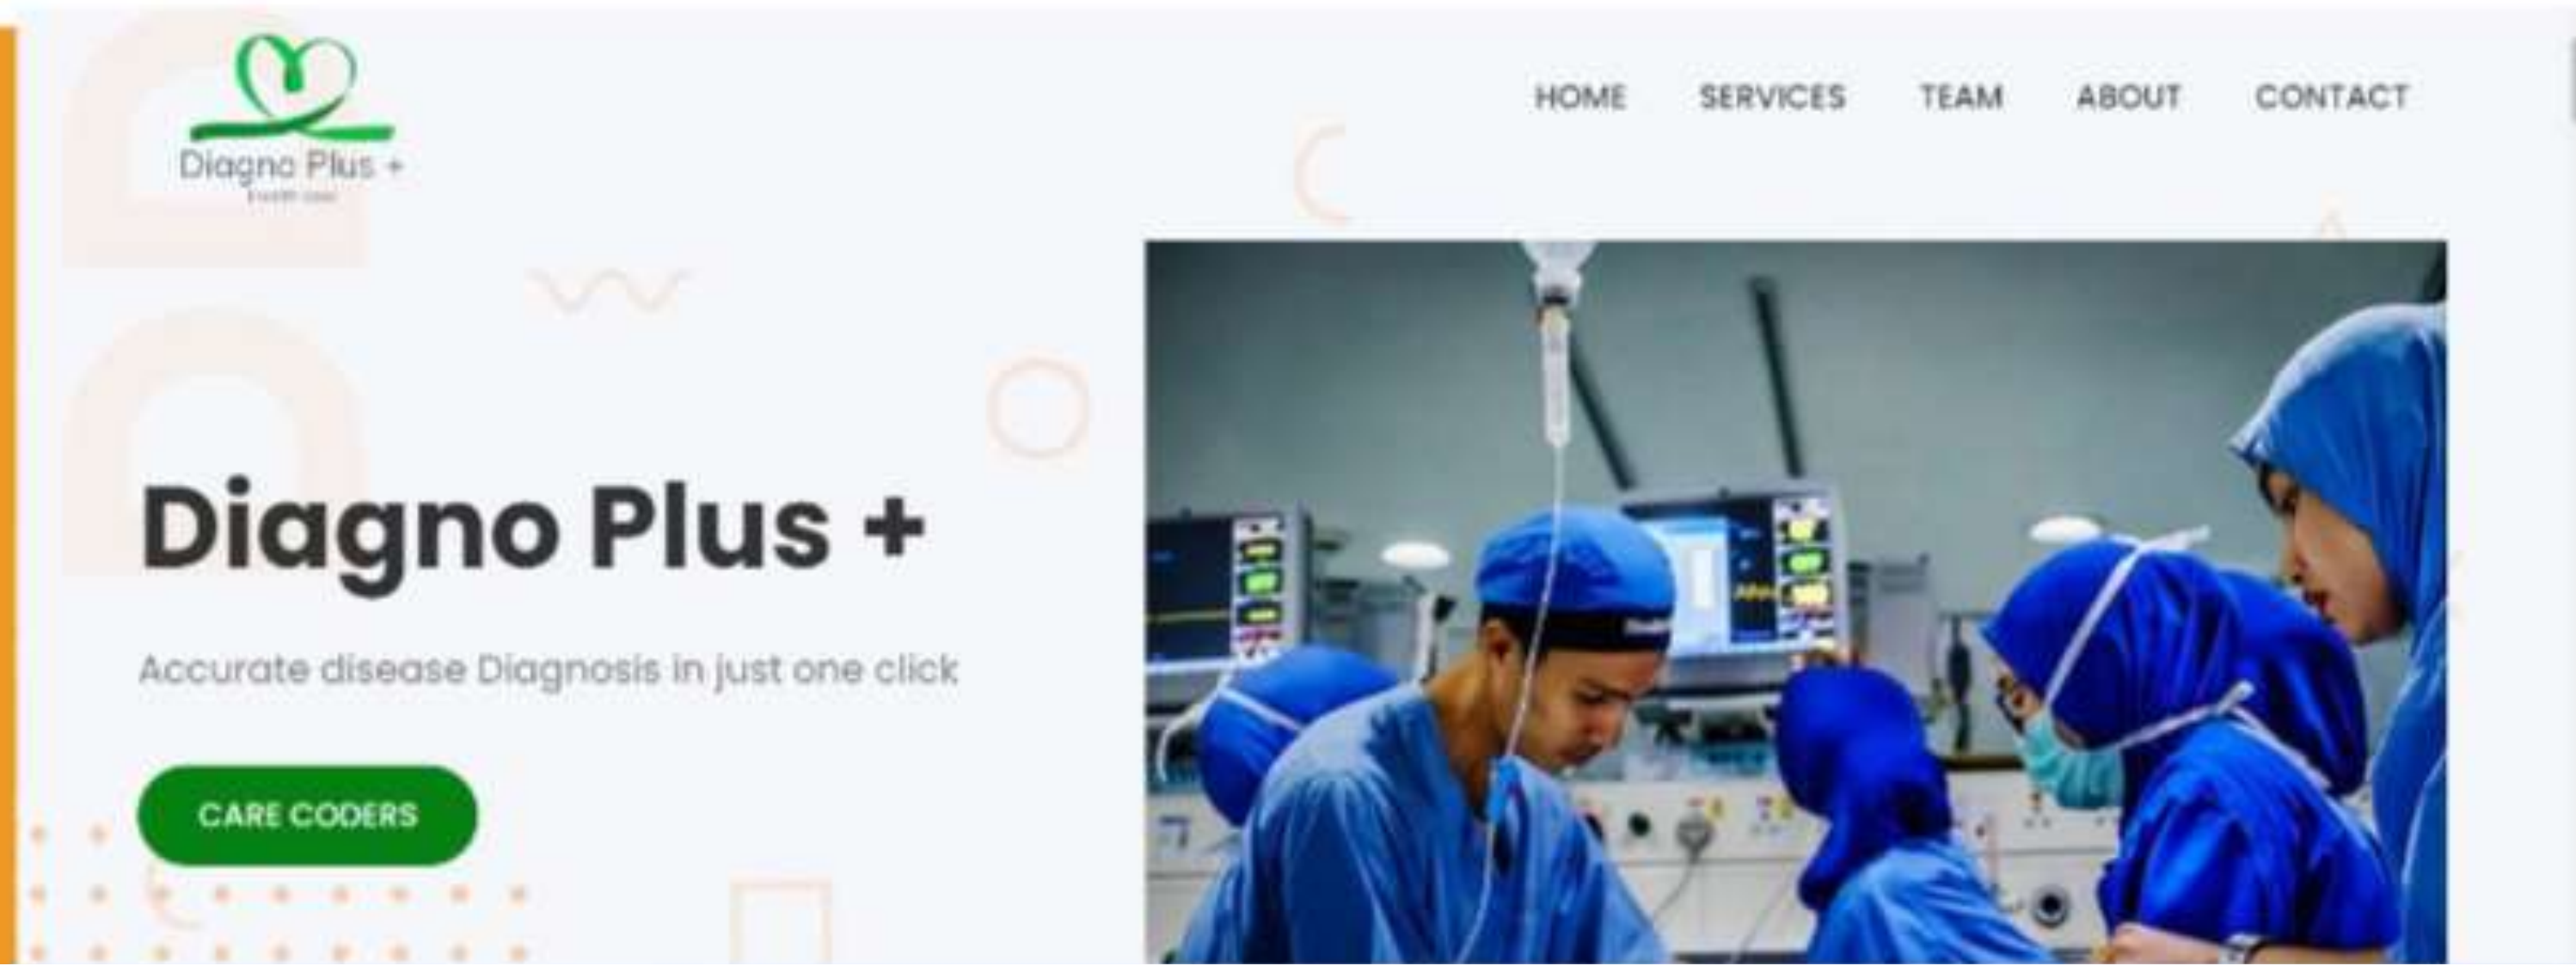 Diagno Plus +
HOME SERVICES TEAM ABOUT CONTACT
Diagno Plus +
Accurate disease Diagnosis in just one click
CARE CODERS